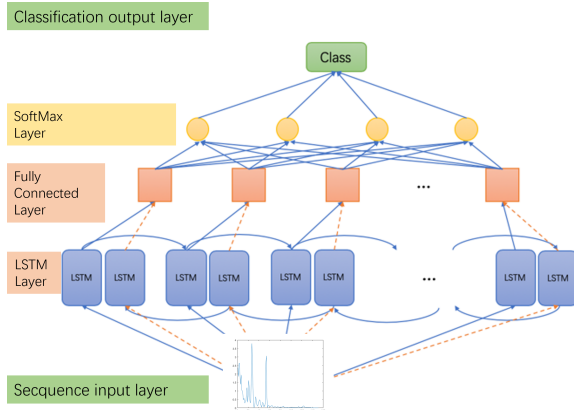 Classification output layer
Class
SoftMax
Layer
Fully
Connected
Layer
...
LSTM
Layer
LSTM LSTM LSTM LSTM LSTM LSTM ... LSTM LSTM
Secquence input layer